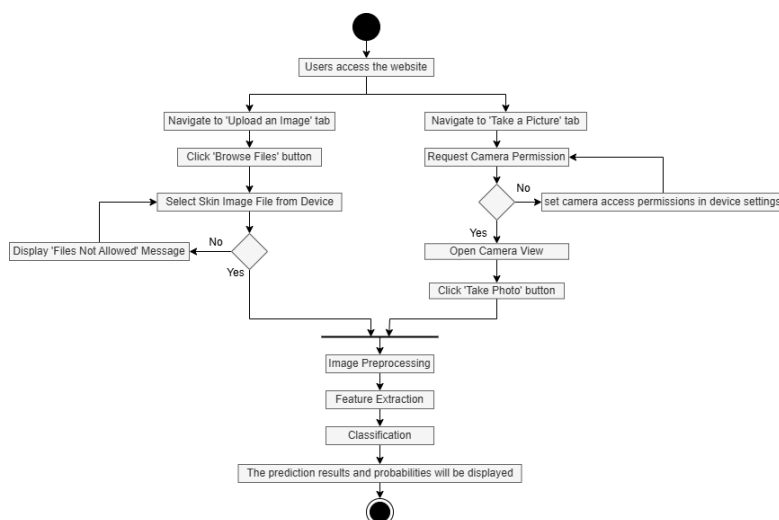 Users access the website
Navigate to 'Upload an Image' tab
Navigate to 'Take a Picture' tab
Click 'Browse Files' button
Request Camera Permission
Select Skin Image File from Device
No
set camera access permissions in device settings
Yes
Display 'Files Not Allowed' Message
No
Open Camera View
Yes
Click 'Take Photo' button
Image Preprocessing
Feature Extraction
Classification
The prediction results and probabilities will be displayed